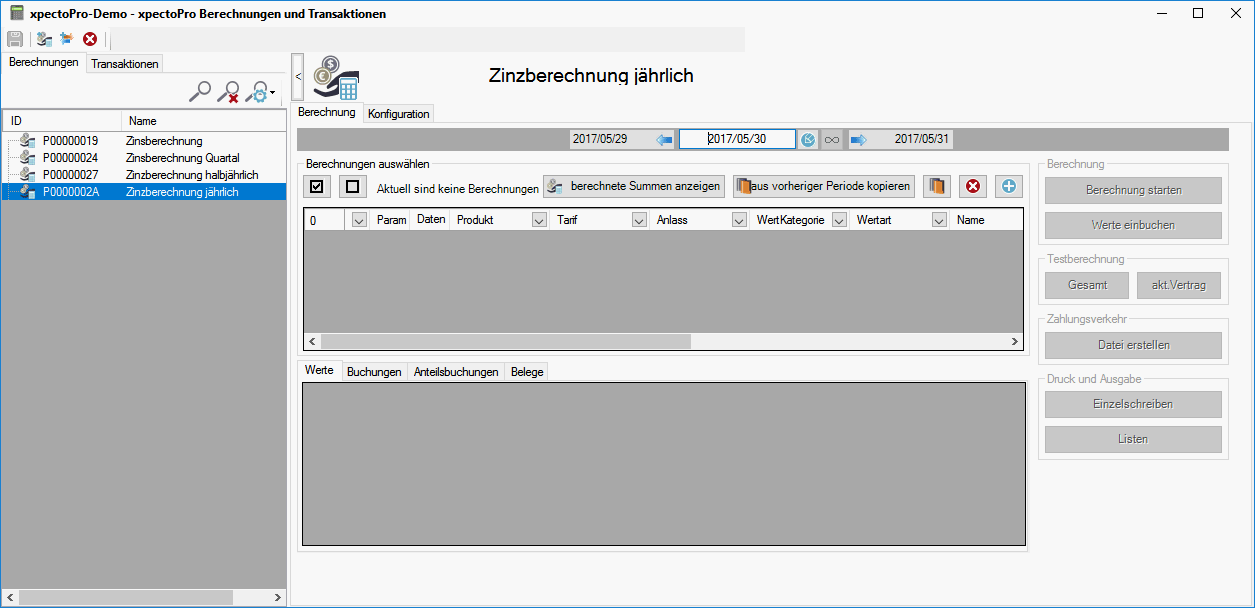 xpectoPro-Demo - xpectoPro Berechnungen und Transaktionen
Berechnungen Transaktionen
ID Name
P00000019 Zinsberechnung
P00000024 Zinsberechnung Quartal
P00000027 Zinzberechnung halbjährlich
P0000002A Zinzberechnung jährlich
< >
<
Zinzberechnung jährlich
Berechnung Konfiguration
2017/05/29 2017/05/30 2017/05/31
Berechnungen auswählen
Aktuell sind keine Berechnungen berechnete Summen anzeigen aus vorheriger Periode kopieren
0 Param Daten Produkt Tarif Anlass WertKategorie Wertart Name
< >
Werte Buchungen Anteilsbuchungen Belege
Berechnung
Berechnung starten
Werte einbuchen
Testberechnung
Gesamt akt.Vertrag
Zahlungsverkehr
Datei erstellen
Druck und Ausgabe
Einzelschreiben
Listen